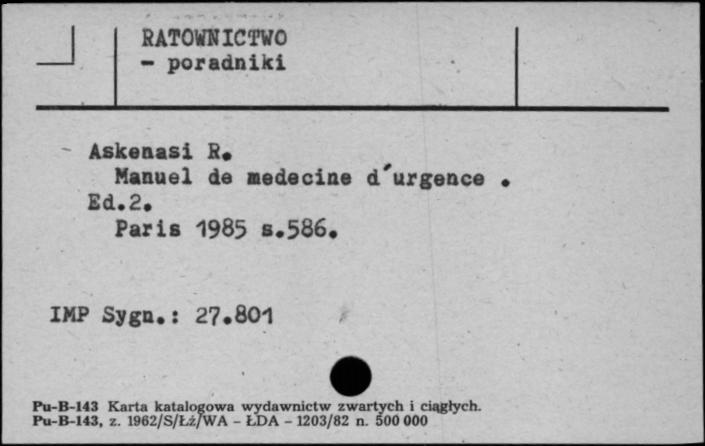 RATOWNICTWO
- poradniki
Askenasi R.
Manuel de medecine d'urgence .
Ed.2.
Paris 1985 s.586.
IMP Sygn.: 27.801
Pu-B-143 Karta katalogowa wydawnictw zwartych i ciągłych.
Pu-B-143, z. 1962/S/Łż/WA - ŁDA - 1203/82 n. 500 000